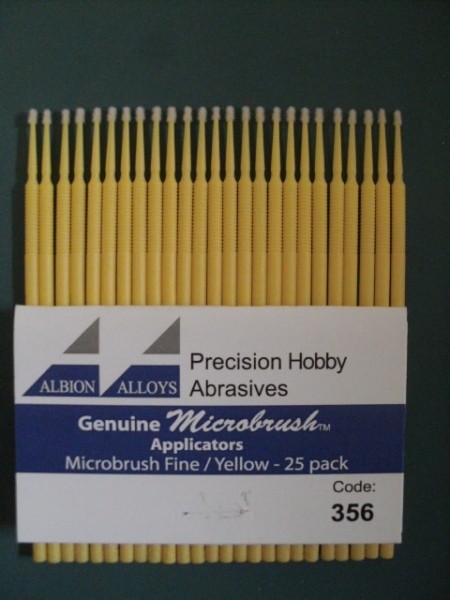 ALBION ALLOYS
Precision Hobby
Abrasives
Genuine Microbrush™
Applicators
Microbrush Fine / Yellow - 25 pack
Code:
356